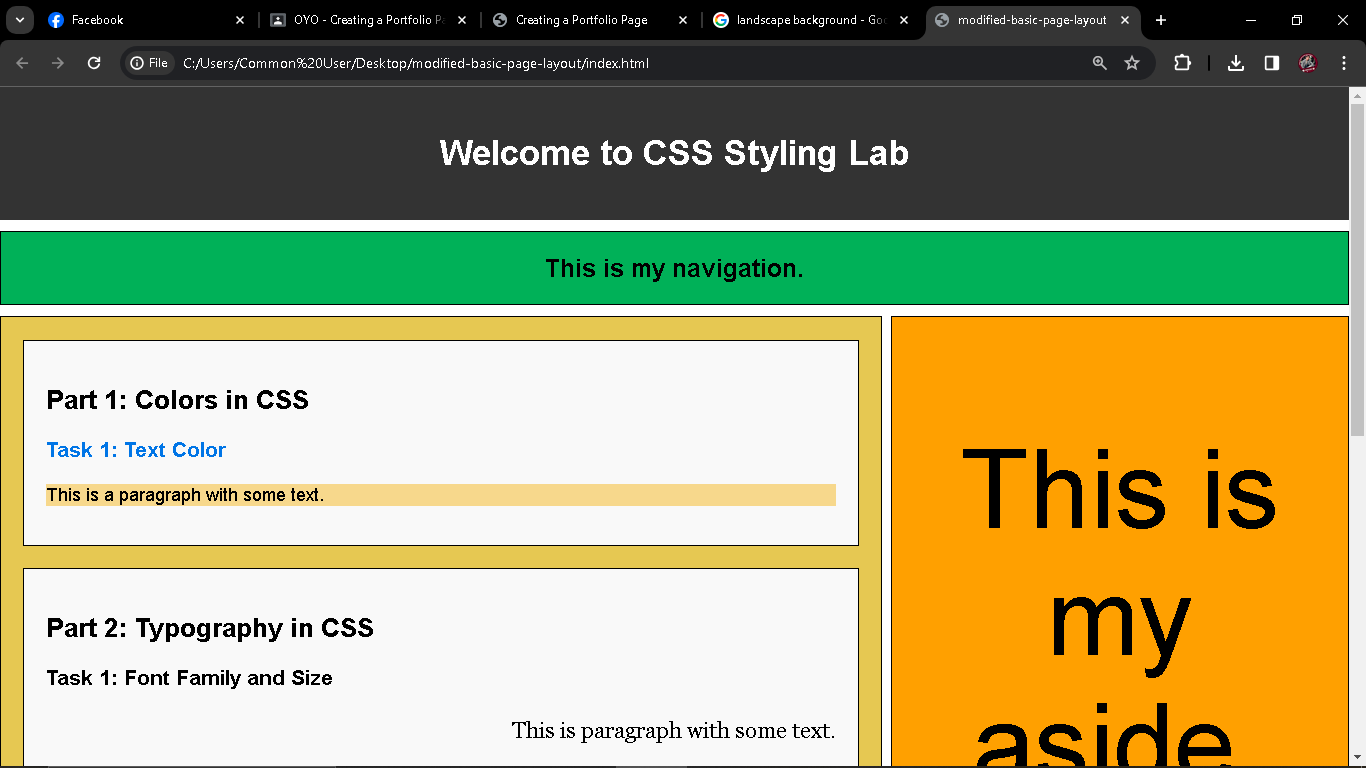 Facebook
OYO - Creating a Portfolio
Creating a Portfolio Page
landscape background -
modified-basic-page-layout
File
C:/Users/Common%20User/Desktop/modified-basic-page-layout/index.html
Welcome to CSS Styling Lab
This is my navigation.
Part 1: Colors in CSS
Task 1: Text Color
This is a paragraph with some text.
Part 2: Typography in CSS
Task 1: Font Family and Size
This is paragraph with some text.
This is
my
aside